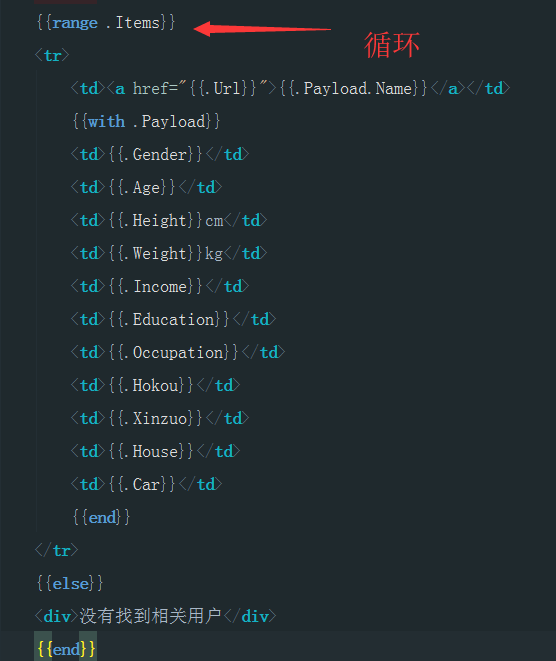 {{range .Items}}
循环
<tr>
<td><a href="{{.Url}}">{{.Payload.Name}}</a></td>
{{with .Payload}}
<td>{{.Gender}}</td>
<td>{{.Age}}</td>
<td>{{.Height}}cm</td>
<td>{{.Weight}}kg</td>
<td>{{.Income}}</td>
<td>{{.Education}}</td>
<td>{{.Occupation}}</td>
<td>{{.Hokou}}</td>
<td>{{.Xinzuo}}</td>
<td>{{.House}}</td>
<td>{{.Car}}</td>
{{end}}
</tr>
{{else}}
<div>没有找到相关用户</div>
{{end}}